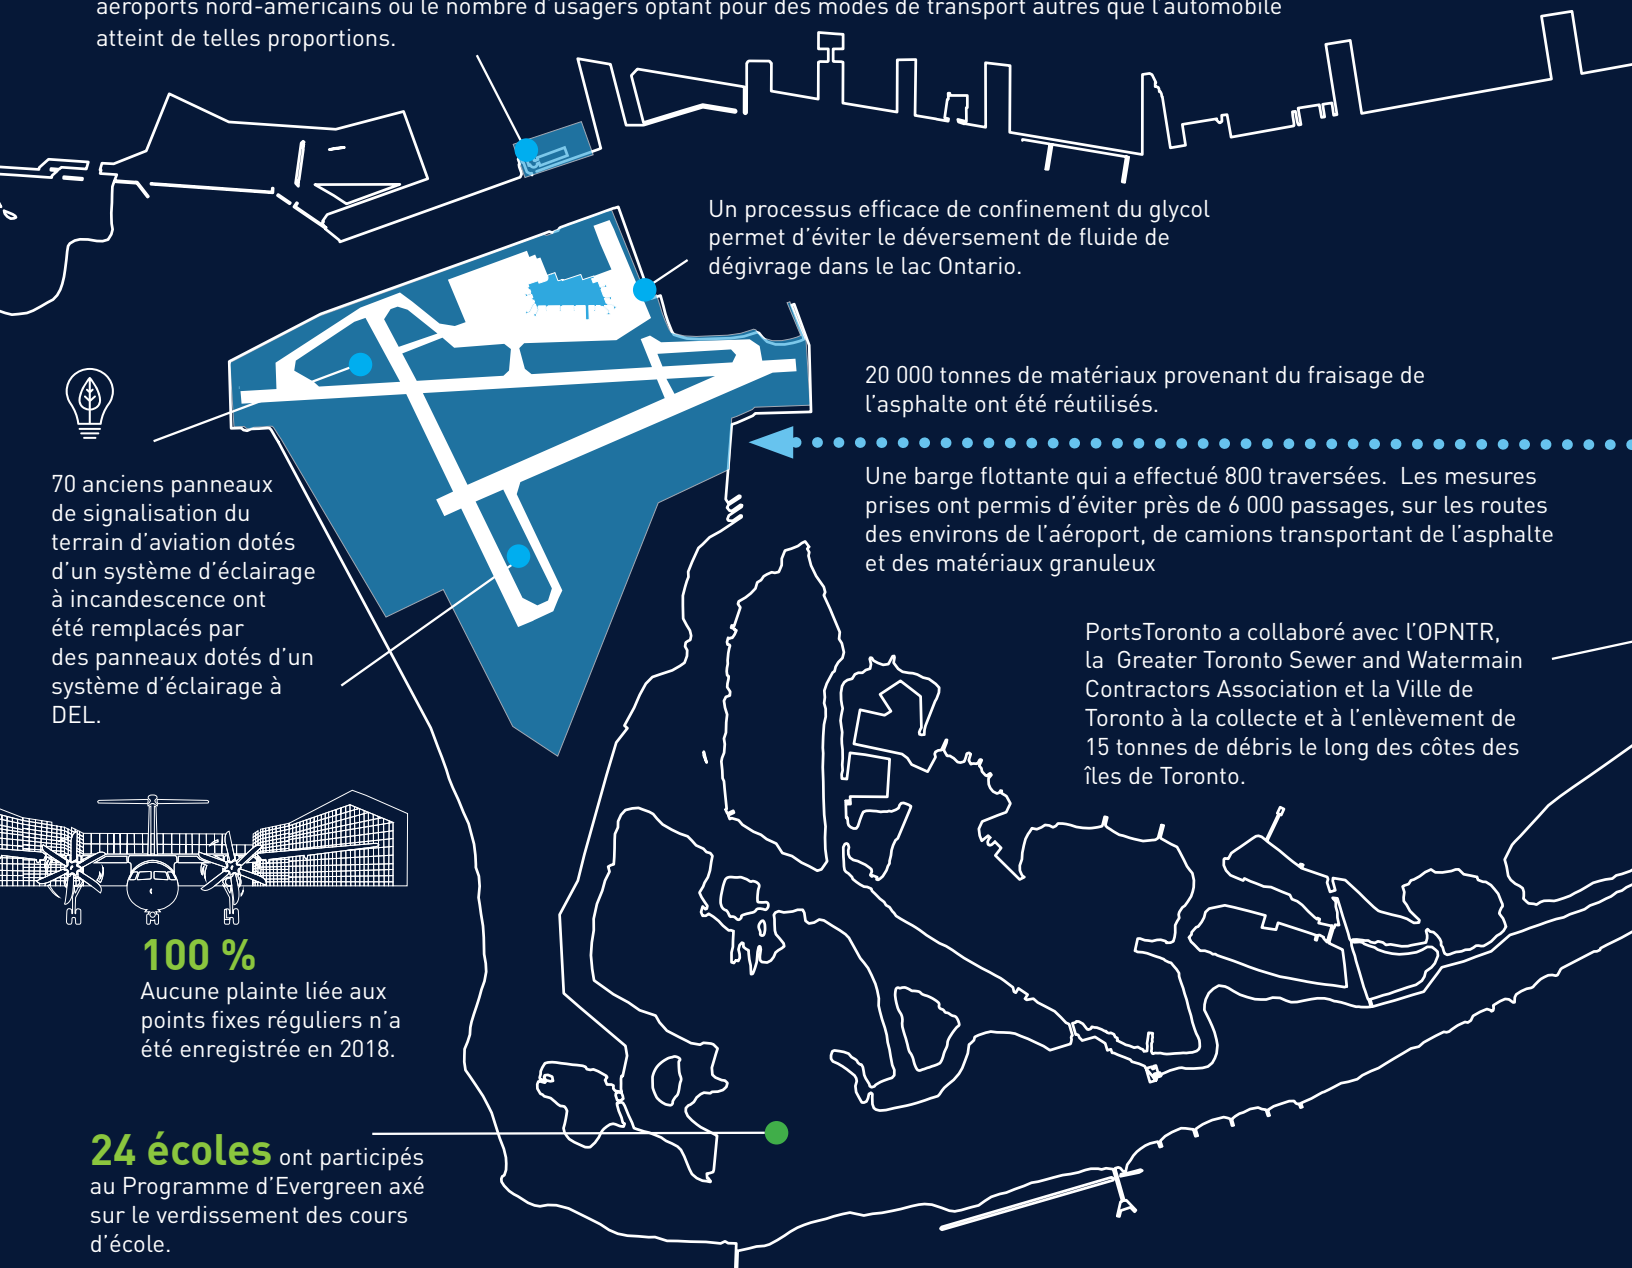 aéroports nord-américains où le nombre d'usagers optant pour des modes de transport autres que l'automobile
atteint de telles proportions.
Un processus efficace de confinement du glycol
permet d'éviter le déversement de fluide de
dégivrage dans le lac Ontario.
20 000 tonnes de matériaux provenant du fraisage de
l'asphalte ont été réutilisés.
Une barge flottante qui a effectué 800 traversées.  Les mesures
prises ont permis d'éviter près de 6 000 passages, sur les routes
des environs de l'aéroport, de camions transportant de l'asphalte
et des matériaux granuleux
70 anciens panneaux
de signalisation du
terrain d'aviation dotés
d'un système d'éclairage
à incandescence ont
été remplacés par
des panneaux dotés d'un
système d'éclairage à
DEL.
PortsToronto a collaboré avec l'OPNTR,
la  Greater Toronto Sewer and Watermain
Contractors Association et la Ville de
Toronto à la collecte et à l'enlèvement de
15 tonnes de débris le long des côtes des
îles de Toronto.
100 %
Aucune plainte liée aux
points fixes réguliers n'a
été enregistrée en 2018.
24 écoles ont participés
au Programme d'Evergreen axé
sur le verdissement des cours
d'école.